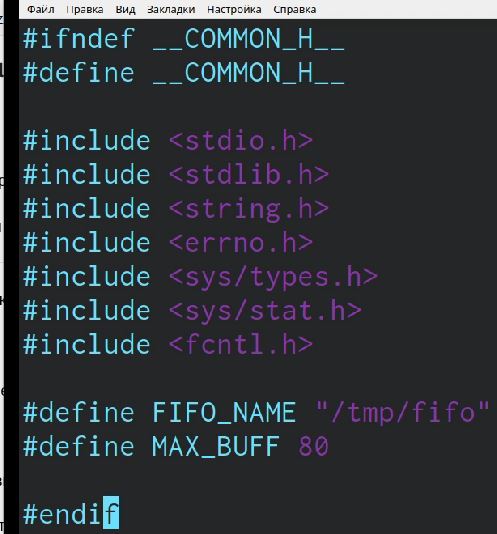 Файл Правка Вид Закладки Настройка Справка
#ifndef __COMMON_H__
#define __COMMON_H__
#include <stdio.h>
#include <stdlib.h>
#include <string.h>
#include <errno.h>
#include <sys/types.h>
#include <sys/stat.h>
#include <fcntl.h>
#define FIFO_NAME "/tmp/fifo"
#define MAX_BUFF 80
#endif